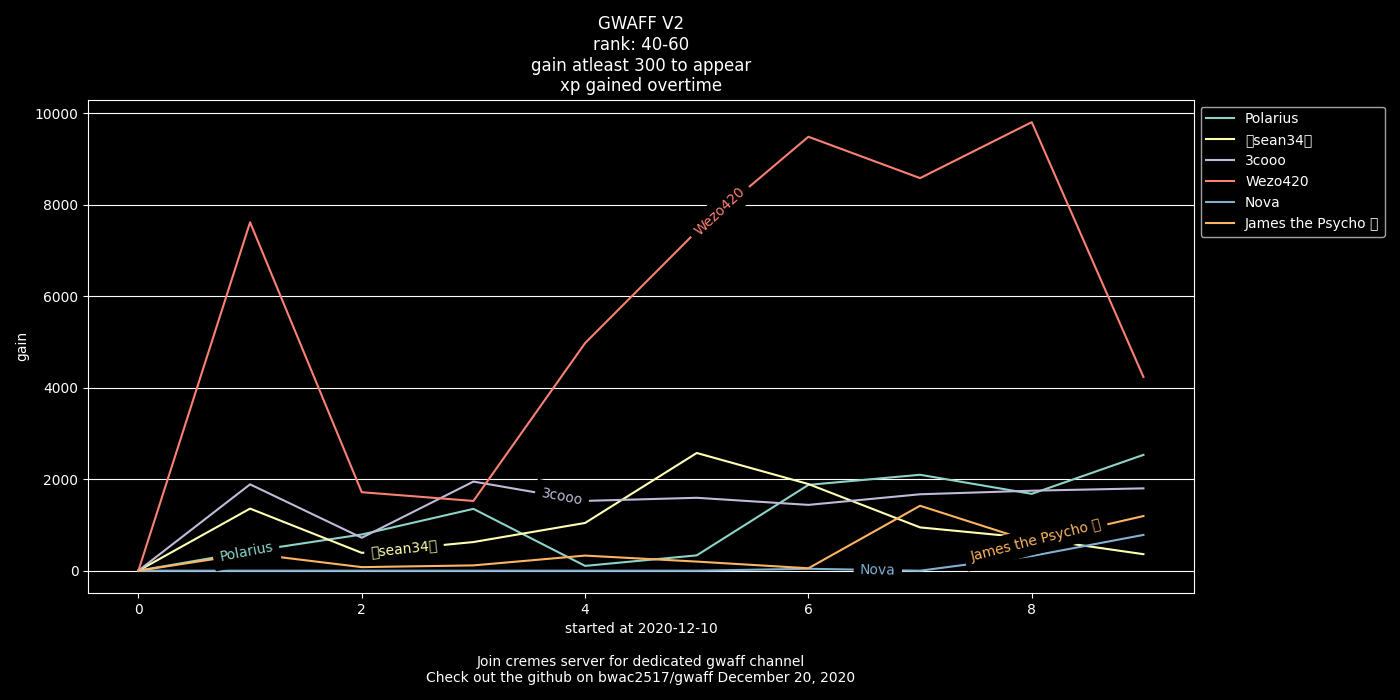 GWAFF V2
rank: 40-60
gain atleast 300 to appear
xp gained overtime
10000
8000
6000
4000
2000
0
gain
Polarius
sean34
3cooo
Wezo420
Nova
James the Psycho
Wezo420
3cooo
Polarius
sean34
James the Psycho
Nova
0
2
4
6
8
started at 2020-12-10
Join cremes server for dedicated gwaff channel
Check out the github on bwac2517/gwaff December 20, 2020